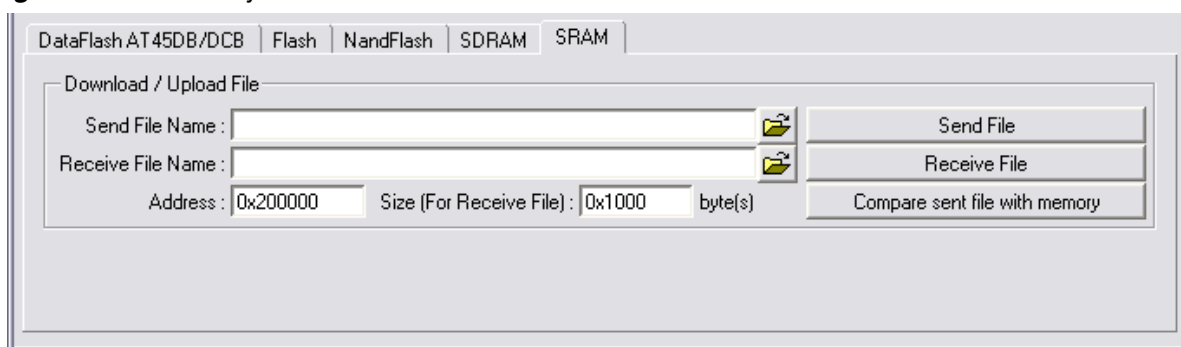 DataFlash AT45DB/DCB Flash NandFlash SDRAM SRAM
Download / Upload File
Send File Name : Send File
Receive File Name : Receive File
Address : 0x200000 Size (For Receive File) : 0x1000 byte(s) Compare sent file with memory